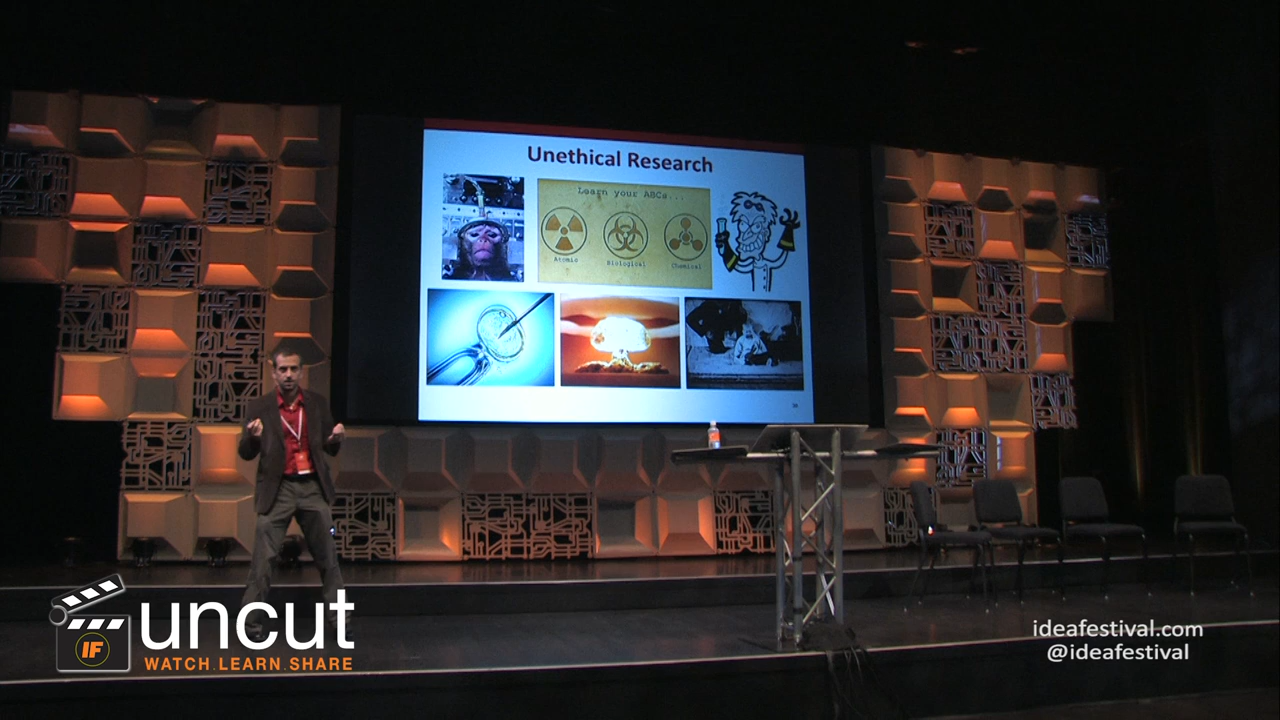 Unethical Research
Learn your ABCs...
Atomic
Biological
Chemical
IF
uncut
WATCH.LEARN.SHARE
ideafestival.com
@ideafestival